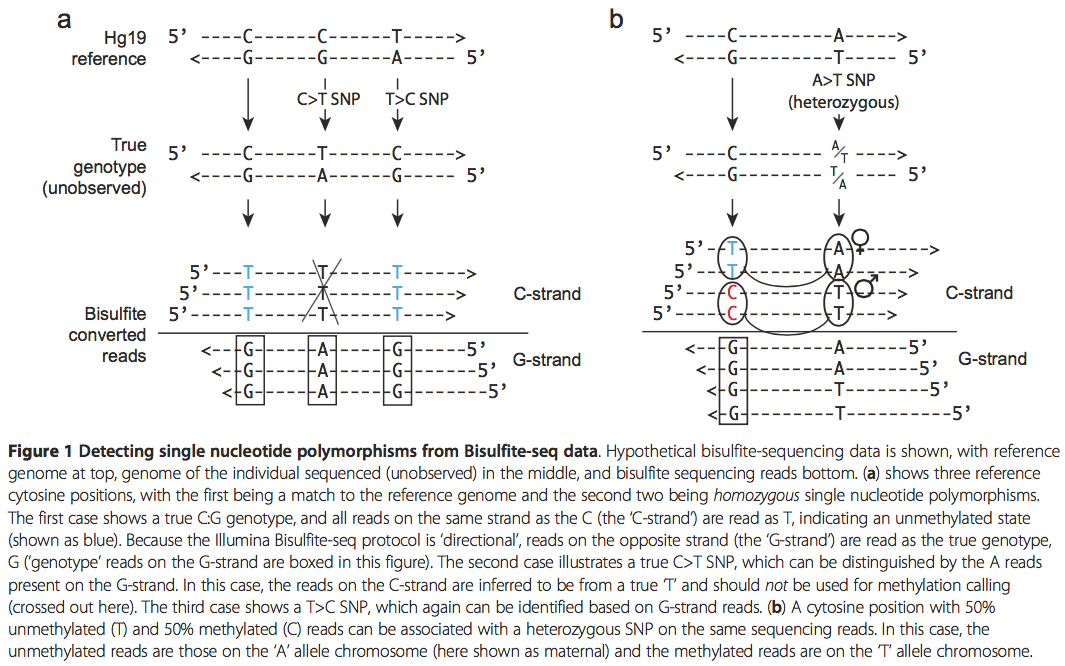 a
Hg19 reference 5’ ----C------C------T------>
<-----G------G------A----- 5’
C>T SNP T>C SNP
True genotype (unobserved) 5’ ----C------T------C------>
<-----G------A------G----- 5’
5’----T-------T-------T------->
5’----T-------T-------T------->
5’----T-------T-------T------->
C-strand
Bisulfite converted reads
<---G------A-------G------5’
<--G------A-------G-------5’
<-G------A-------G--------5’
G-strand
b
5’ ----C---------A------>
<-----G---------T----- 5’
A>T SNP
(heterozygous)
5’ ----C--------- A/T ----->
<-----G--------- T/A ---- 5’
5’--T---------A-♀------>
5’-T---------A------->
5’---C---------T-♂--->
5’----C---------T----->
C-strand
<---G---------A------5’
<--G---------A-------5’
<-G---------T--------5’
<-G---------T----------5’
G-strand
Figure 1 Detecting single nucleotide polymorphisms from Bisulfite-seq data. Hypothetical bisulfite-sequencing data is shown, with reference
genome at top, genome of the individual sequenced (unobserved) in the middle, and bisulfite sequencing reads bottom. (a) shows three reference
cytosine positions, with the first being a match to the reference genome and the second two being homozygous single nucleotide polymorphisms.
The first case shows a true C:G genotype, and all reads on the same strand as the C (the ‘C-strand’) are read as T, indicating an unmethylated state
(shown as blue). Because the Illumina Bisulfite-seq protocol is ‘directional’, reads on the opposite strand (the ‘G-strand’) are read as the true genotype,
G (‘genotype’ reads on the G-strand are boxed in this figure). The second case illustrates a true C>T SNP, which can be distinguished by the A reads
present on the G-strand. In this case, the reads on the C-strand are inferred to be from a true ‘T’ and should not be used for methylation calling
(crossed out here). The third case shows a T>C SNP, which again can be identified based on G-strand reads. (b) A cytosine position with 50%
unmethylated (T) and 50% methylated (C) reads can be associated with a heterozygous SNP on the same sequencing reads. In this case, the
unmethylated reads are those on the ‘A’ allele chromosome (here shown as maternal) and the methylated reads are on the ‘T’ allele chromosome.